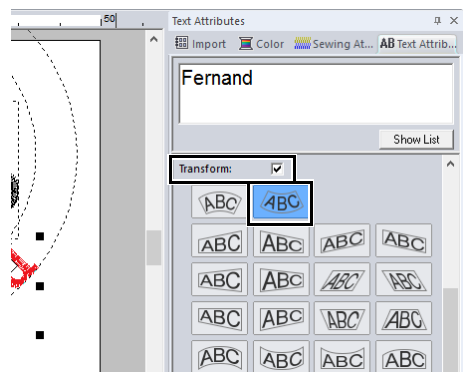 50
Text Attributes
Import Color Sewing At... AB Text Attrib...
Fernand
Show List
Transform:
ABC ABC
ABC ABC ABC ABC
ABC ABC ABC ABC
ABC ABC ABC ABC
ABC ABC ABC ABC